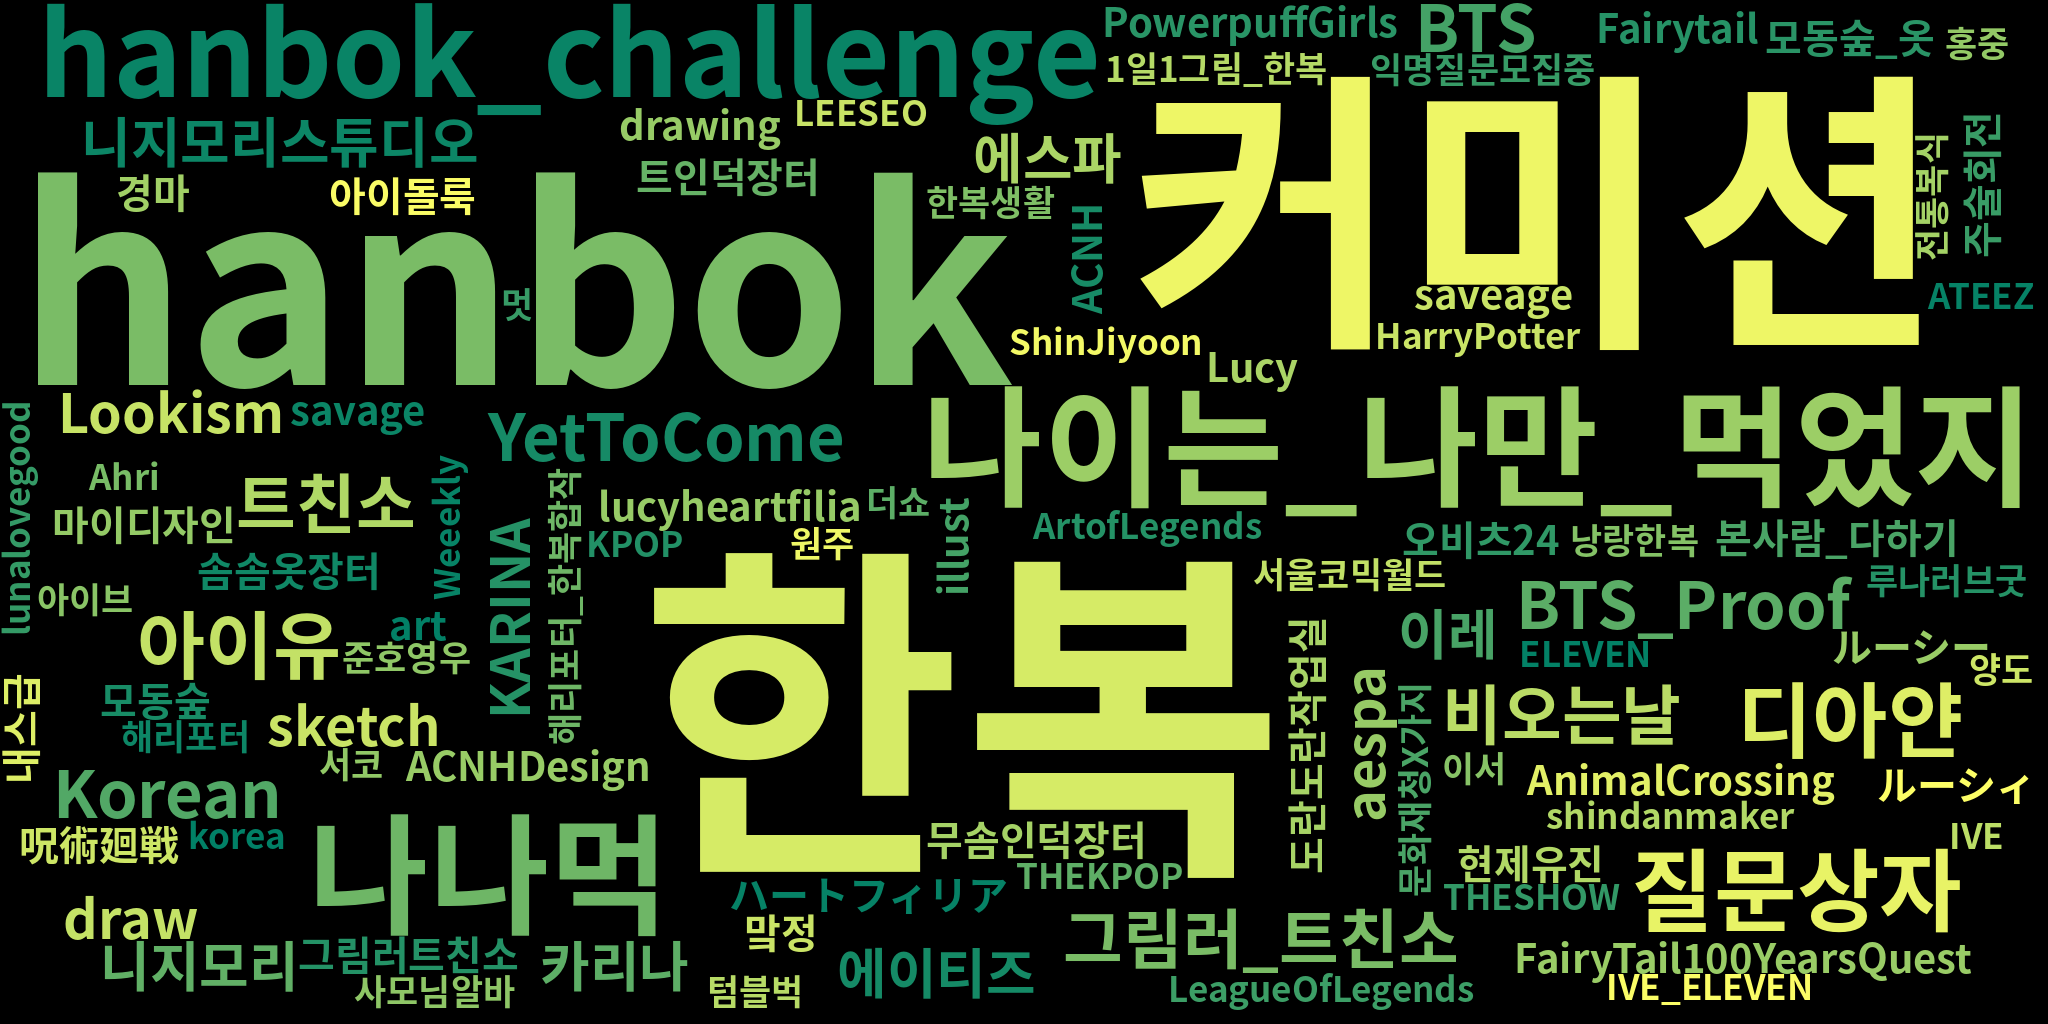 hanbok_challenge
PowerpuffGirls
BTS
Fairytail
모동숲_옷
홍중
1일1그림_한복
익명질문모집중
니지모리스튜디오
drawing
LEESEO
에스파
커미션
전통복식
주술회전
경마
아이돌룩
트인덕장터
한복생활
hanbok
멋
ACNH
saveage
ATEEZ
ShinJiyoon
HarryPotter
Lucy
lunalovegood
Lookism
savage
YetToCome
나이는_나만_먹었지
Ahri
트친소
Weeekly
마이디자인
KARINA
해리포터_한복합작
lucyheartfilia
더쇼
illust
ArtofLegends
오비츠24
낭랑한복
본사람_다하기
KPOP
원주
솜솜옷장터
서울코믹월드
루나러브굿
아이브
한복
BTS_Proof
아이유
art
준호영우
도란도란작업실
이레
ELEVEN
ルーシー
양도
내스급
모동숲
해리포터
sketch
aespa
문화재청X가지
비오는날
디아얀
서코
ACNHDesign
이서
AnimalCrossing
ルーシィ
Korean
shindanmaker
呪術廻戦
korea
나나먹
무솜인덕장터
IVE
THEKPOP
현제유진
질문상자
draw
ハートフィリア
THESHOW
맠정
그림러_트친소
니지모리
그림러트친소
카리나
에이티즈
FairyTail100YearsQuest
사모님알바
텀블벅
LeagueOfLegends
IVE_ELEVEN